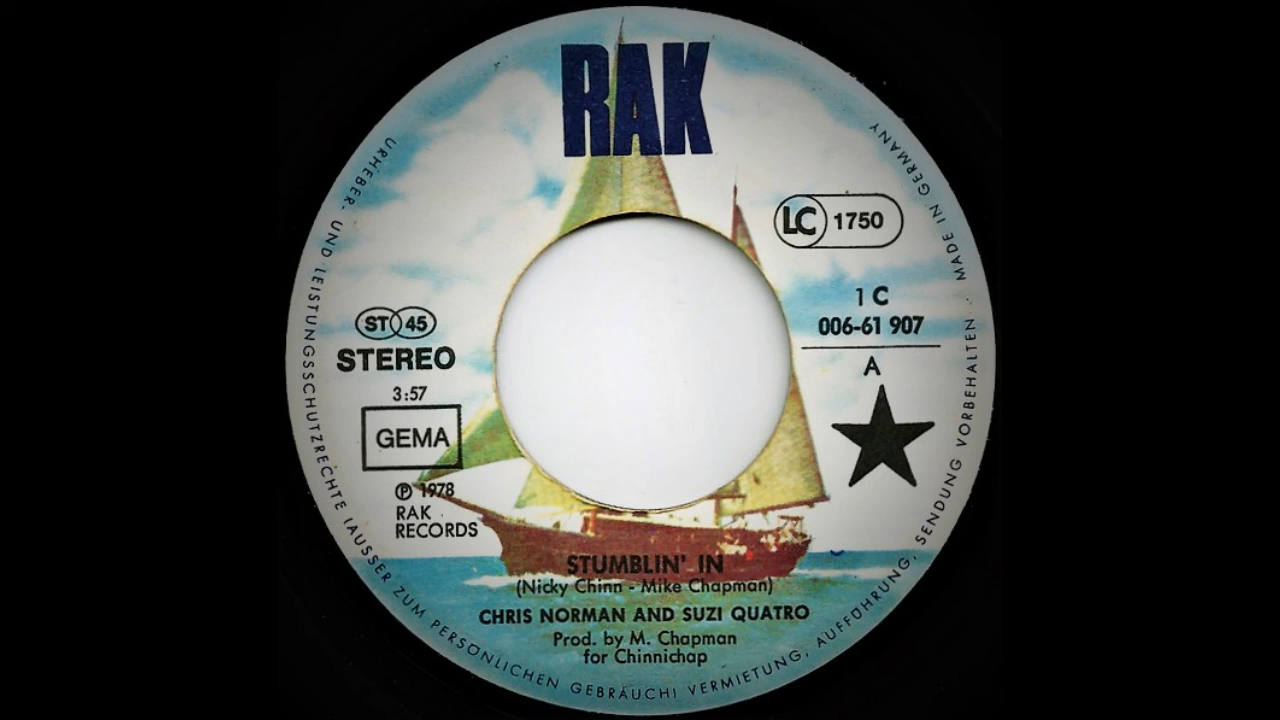 RAK
LC 1750
1 C
006-61 907
A
ST 45
STEREO
3:57
GEMA
℗ 1978
RAK
RECORDS
STUMBLIN' IN
(Nicky Chinn - Mike Chapman)
CHRIS NORMAN AND SUZI QUATRO
Prod. by M. Chapman
for Chinnichap
URHEBER- UND LEISTUNGSSCHUTZRECHTE (AUSSER ZUM PERSÖNLICHEN GEBRAUCH) VERMIETUNG, AUFFÜHRUNG, SENDUNG VORBEHALTEN · MADE IN GERMANY